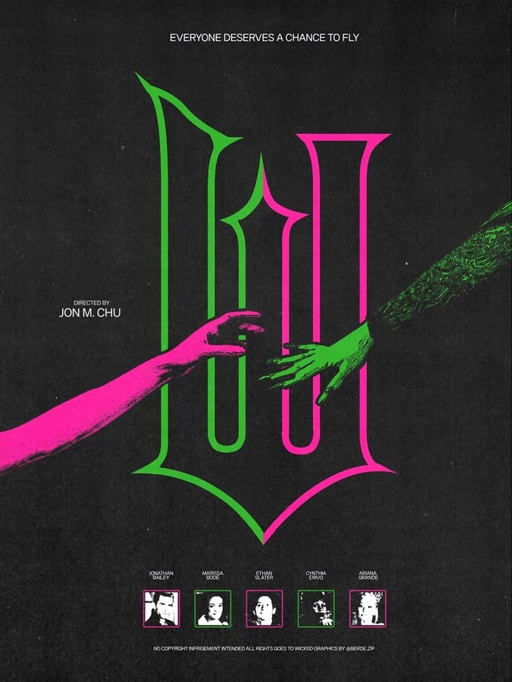 EVERYONE DESERVES A CHANCE TO FLY
W
DIRECTED BY
JON M. CHU
JONATHAN
BAILEY
MARISSA
BODE
ETHAN
SLATER
CYNTHIA
ERIVO
ARIANA
GRANDE
NO COPYRIGHT INFRIGEMENT INTENDED ALL RIGHTS GOES TO WICKED GRAPHICS BY @BERDE.ZIP